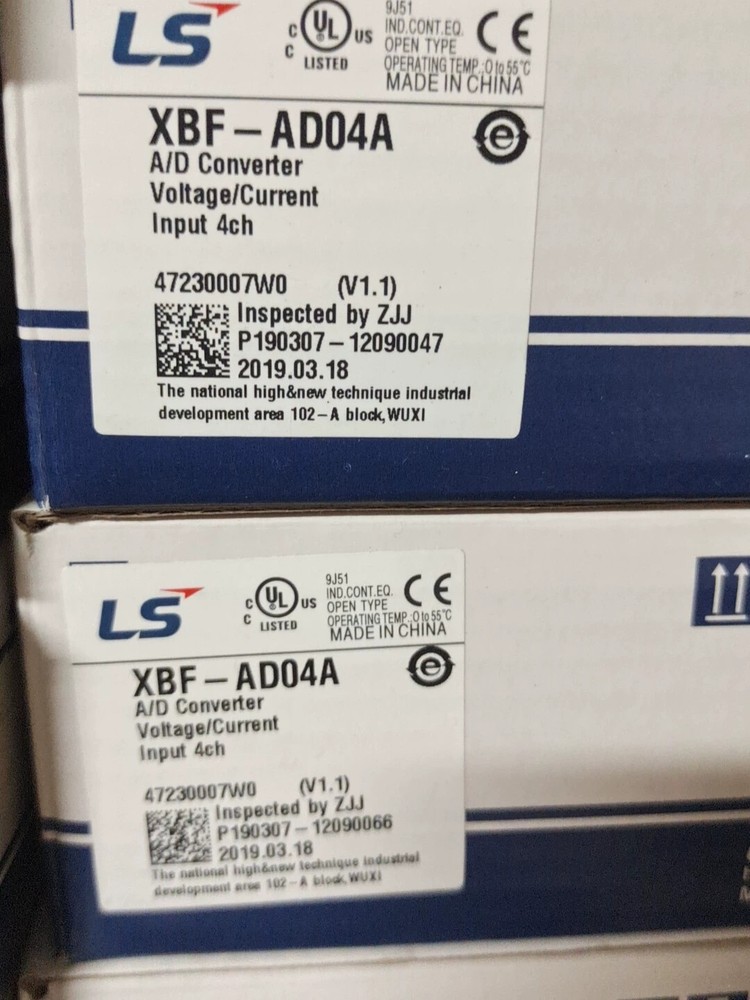 LS
C UL US
C LISTED
9J51
IND.CONT.EQ.
OPEN TYPE
OPERATING TEMP.:0 to 55℃
MADE IN CHINA
CE
XBF-AD04A
e
A/D Converter
Voltage/Current
Input 4ch
47230007W0 (V1.1)
Inspected by ZJJ
P190307-12090047
2019.03.18
The national high&new technique industrial
development area 102-A block,WUXI
LS
C UL US
C LISTED
9J51
IND.CONT.EQ.
OPEN TYPE
OPERATING TEMP.:0 to 55℃
MADE IN CHINA
CE
XBF-AD04A
e
A/D Converter
Voltage/Current
Input 4ch
47230007W0 (V1.1)
Inspected by ZJJ
P190307-12090066
2019.03.18
The national high&new technique industrial
development area 102-A block,WUXI